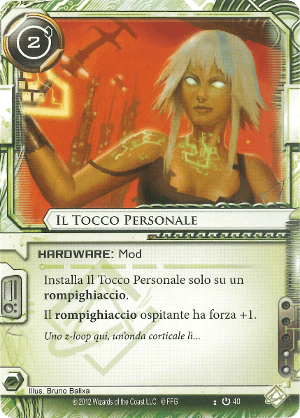 2
IL TOCCO PERSONALE
HARDWARE: Mod
Installa Il Tocco Personale solo su un
rompighiaccio.
Il rompighiaccio ospitante ha forza +1.
Uno z-loop qui, un'onda corticale lì...
Illus. Bruno Balixa
© 2012 Wizards of the Coast LLC. © FFG
40